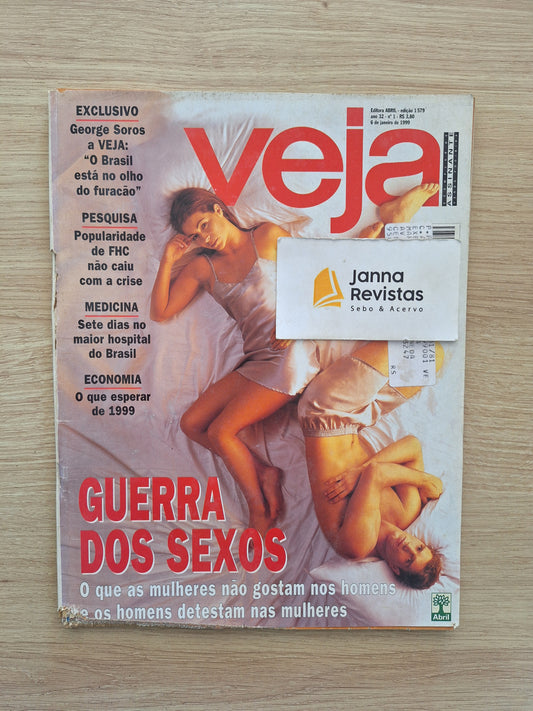 EXCLUSIVO
George Soros
a VEJA:
“O Brasil
está no olho
do furacão”
PESQUISA
Popularidade
de FHC
não caiu
com a crise
MEDICINA
Sete dias no
maior hospital
do Brasil
ECONOMIA
O que esperar
de 1999
veja
Editora ABRIL - edição 1 579
ano 32 - nº 1 - R$ 3,80
6 de janeiro de 1999
ASSINANTE
Janna
Revistas
Sebo & Acervo
GUERRA
DOS SEXOS
O que as mulheres não gostam nos homens
e os homens detestam nas mulheres
Abril